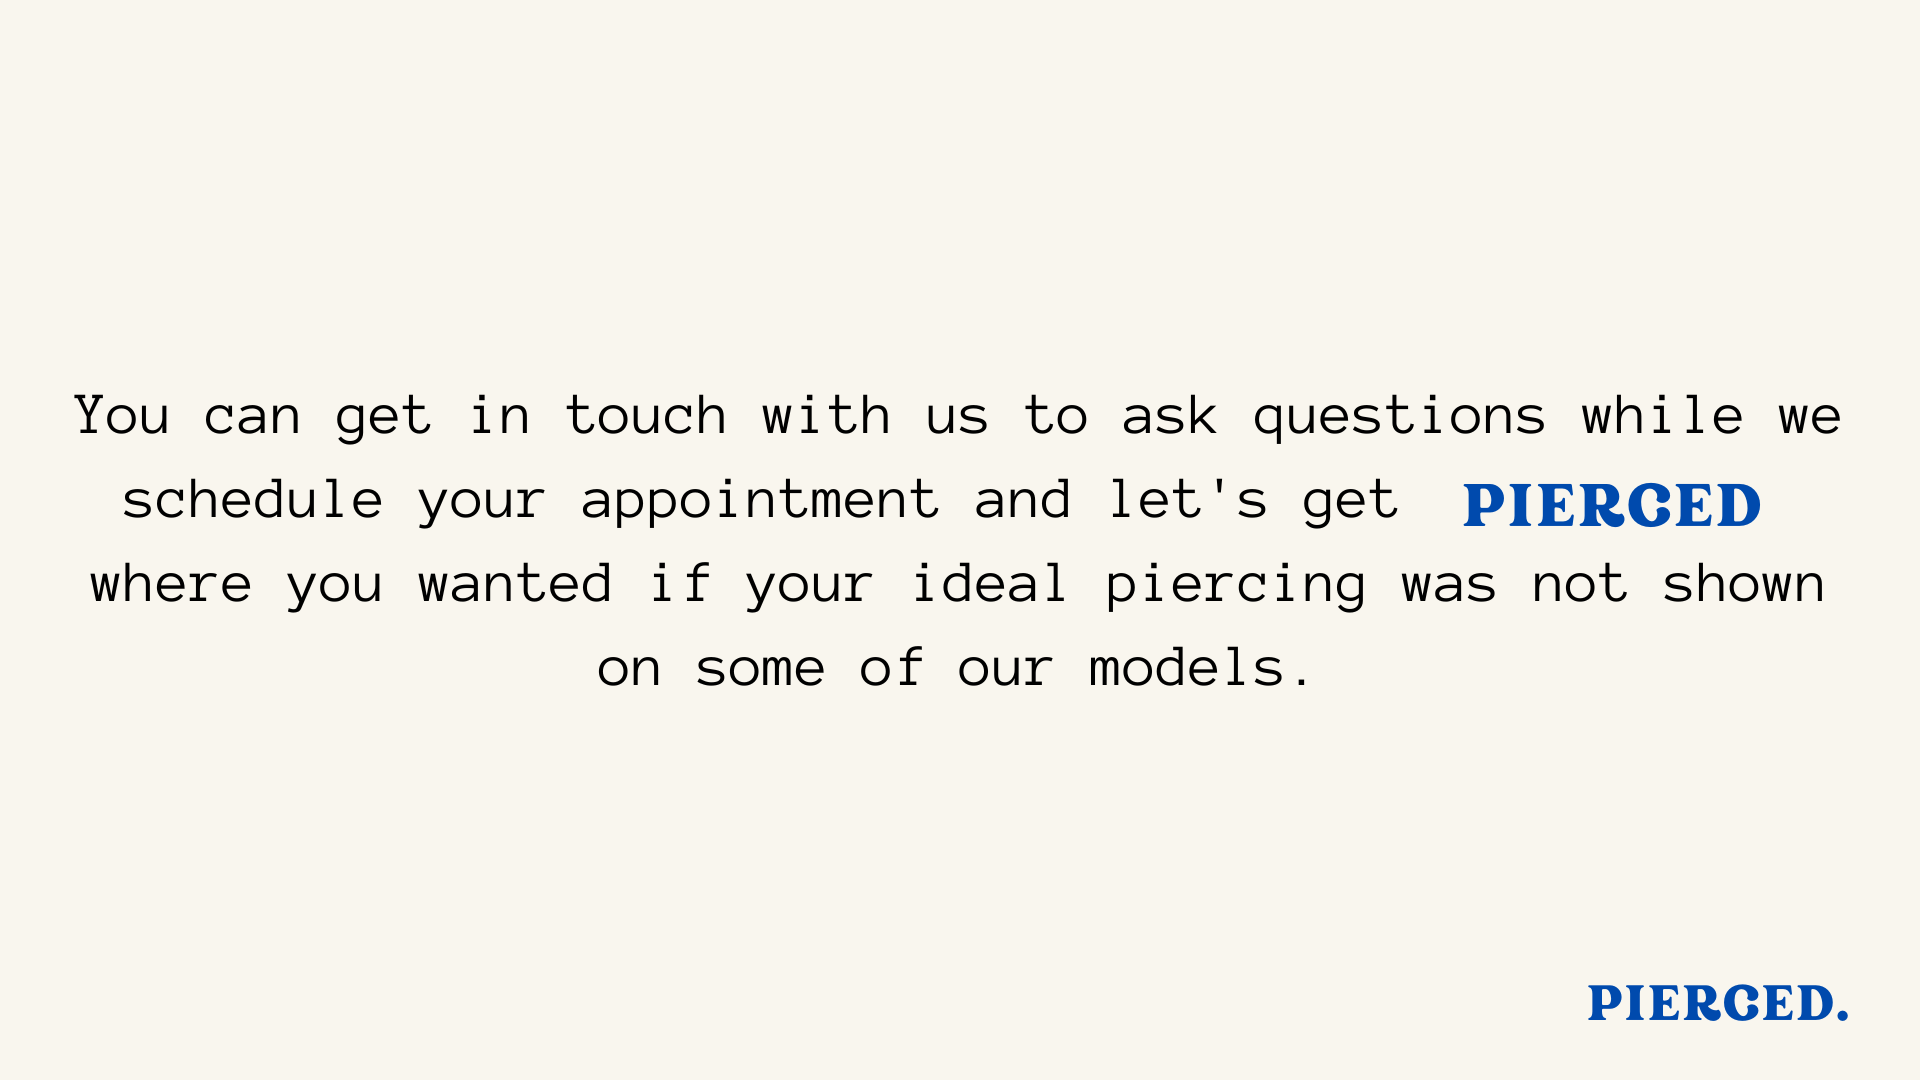 You can get in touch with us to ask questions while we
schedule your appointment and let's get PIERCED
where you wanted if your ideal piercing was not shown
on some of our models.
PIERCED.